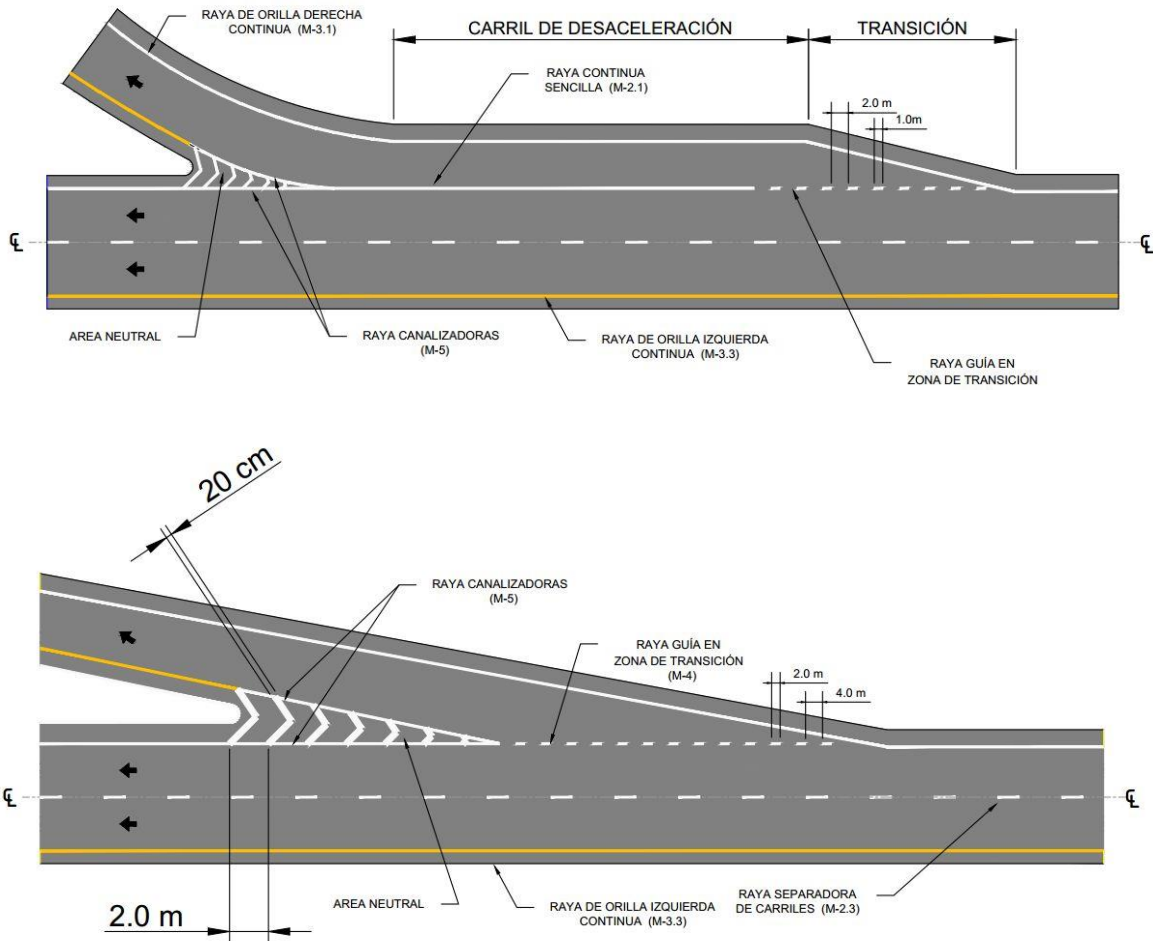 RAYA DE ORILLA DERECHA
CONTINUA (M-3.1)
CARRIL DE DESACELERACIÓN
TRANSICIÓN
RAYA CONTINUA
SENCILLA (M-2.1)
2.0 m
1.0m
℄
℄
AREA NEUTRAL
RAYA CANALIZADORAS
(M-5)
RAYA DE ORILLA IZQUIERDA
CONTINUA (M-3.3)
RAYA GUÍA EN
ZONA DE TRANSICIÓN
20 cm
RAYA CANALIZADORAS
(M-5)
RAYA GUÍA EN
ZONA DE TRANSICIÓN
(M-4)
2.0 m
4.0 m
℄
℄
2.0 m
AREA NEUTRAL
RAYA DE ORILLA IZQUIERDA
CONTINUA (M-3.3)
RAYA SEPARADORA
DE CARRILES (M-2.3)